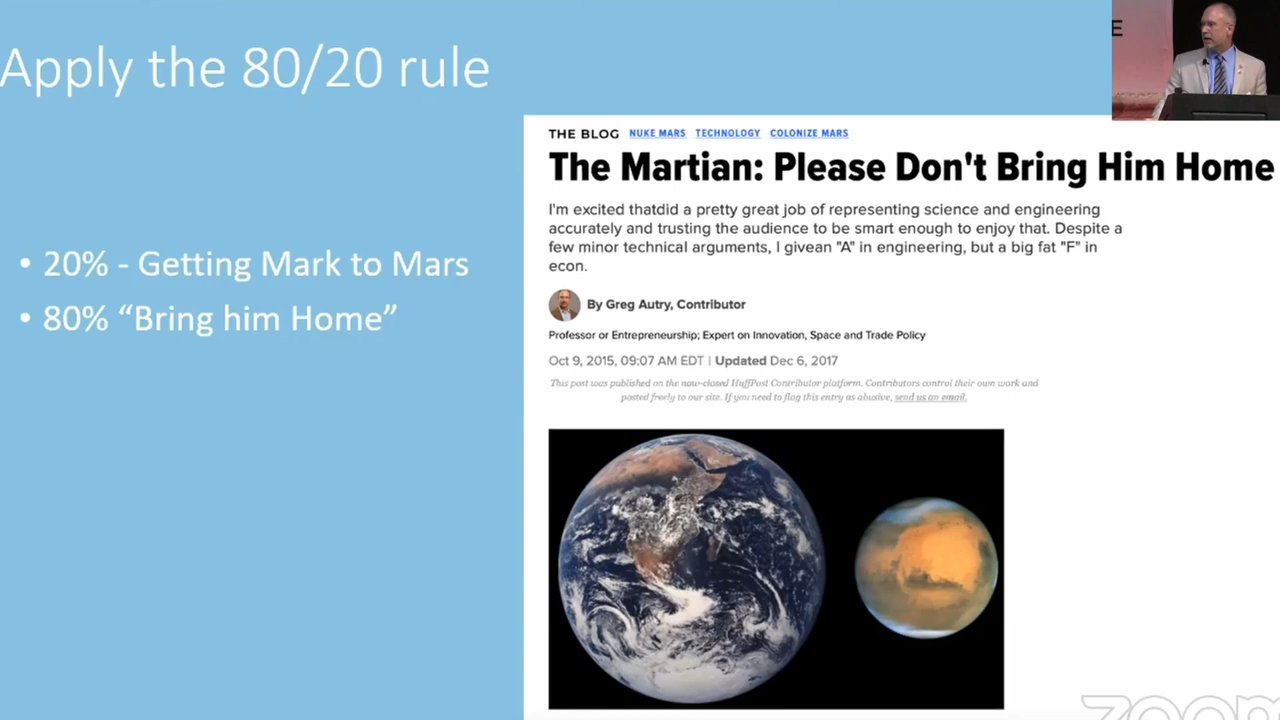 Apply the 80/20 rule
E
• 20% - Getting Mark to Mars
• 80% “Bring him Home”
THE BLOG NUKE MARS TECHNOLOGY COLONIZE MARS
The Martian: Please Don't Bring Him Home
I'm excited thatdid a pretty great job of representing science and engineering
accurately and trusting the audience to be smart enough to enjoy that. Despite a
few minor technical arguments, I givean "A" in engineering, but a big fat "F" in
econ.
By Greg Autry, Contributor
Professor or Entrepreneurship; Expert on Innovation, Space and Trade Policy
Oct 9, 2015, 09:07 AM EDT | Updated Dec 6, 2017
This post was published on the now-closed HuffPost Contributor platform. Contributors control their own work and
posted freely to our site. If you need to flag this entry as abusive, send us an email.
zoom